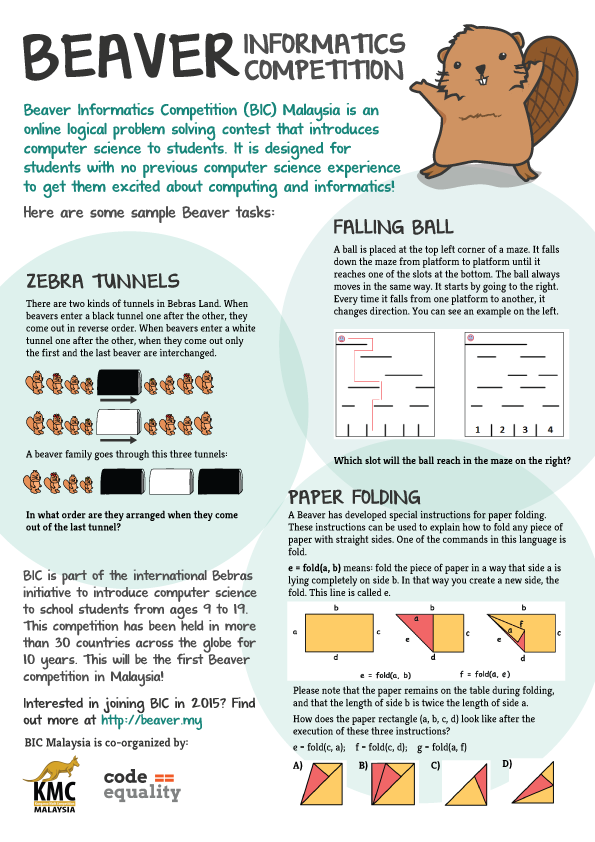 BEAVER INFORMATICS
COMPETITION
Beaver Informatics Competition (BIC) Malaysia is an
online logical problem solving contest that introduces
computer science to students. It is designed for
students with no previous computer science experience
to get them excited about computing and informatics!
Here are some sample Beaver tasks:
ZEBRA TUNNELS
There are two kinds of tunnels in Bebras Land. When
beavers enter a black tunnel one after the other, they
come out in reverse order. When beavers enter a white
tunnel one after the other, when they come out only
the first and the last beaver are interchanged.
A beaver family goes through this three tunnels:
In what order are they arranged when they come
out of the last tunnel?
FALLING BALL
A ball is placed at the top left corner of a maze. It falls
down the maze from platform to platform until it
reaches one of the slots at the bottom. The ball always
moves in the same way. It starts by going to the right.
Every time it falls from one platform to another, it
changes direction. You can see an example on the left.
1 2 3 4
Which slot will the ball reach in the maze on the right?
PAPER FOLDING
A Beaver has developed special instructions for paper folding.
These instructions can be used to explain how to fold any piece of
paper with straight sides. One of the commands in this language is
fold.
e = fold(a, b) means: fold the piece of paper in a way that side a is
lying completely on side b. In that way you create a new side, the
fold. This line is called e.
b b b
a c a c f c
e a e
d d d
e = fold(a, b) f = fold(a, e)
Please note that the paper remains on the table during folding,
and that the length of side b is twice the length of side a.
How does the paper rectangle (a, b, c, d) look like after the
execution of these three instructions?
e = fold(c, a); f = fold(c, d); g = fold(a, f)
A) B) C) D)
BIC is part of the international Bebras
initiative to introduce computer science
to school students from ages 9 to 19.
This competition has been held in more
than 30 countries across the globe for
10 years. This will be the first Beaver
competition in Malaysia!
Interested in joining BIC in 2015? Find
out more at http://beaver.my
BIC Malaysia is co-organized by:
KMC
MALAYSIA
code
equality